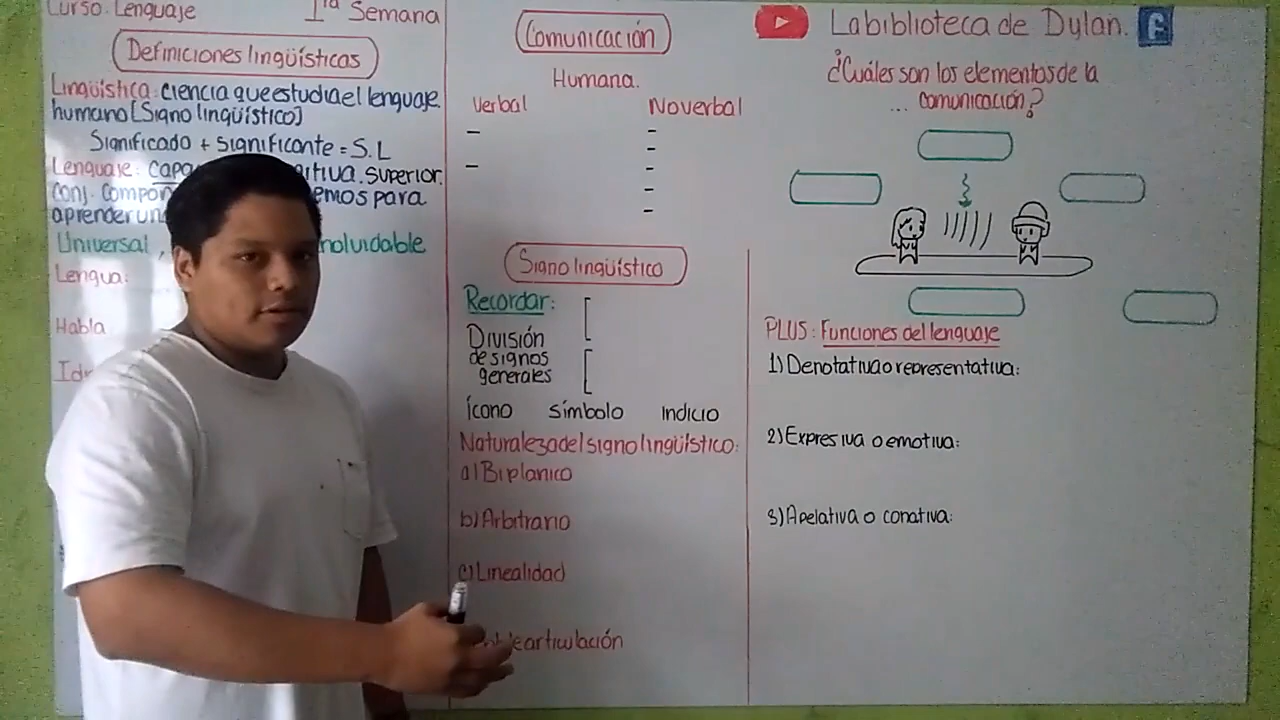 Curso: Lenguaje 1ra Semana
Definiciones lingüísticas
Lingüística: ciencia que estudia el lenguaje
humano [Signo lingüístico]
Significado + significante = S.L
Lenguaje: superior.
conj. emos para
aprender
Universal,
Lengua:
Habla
Comunicación
Humana.
Verbal No verbal
-
-
-
-
-
-
-
Signo lingüístico
Recordar:
División
de signos
generales
Ícono símbolo indicio
Naturaleza del signo lingüístico:
a) Biplanico
b) Arbitrario
c) Linealidad
articulación
La biblioteca de Dylan.
¿Cuáles son los elementos de la
... comunicación?
PLUS: Funciones del lenguaje
1) Denotativa o representativa:
2) Expresiva o emotiva:
3) Apelativa o conativa: